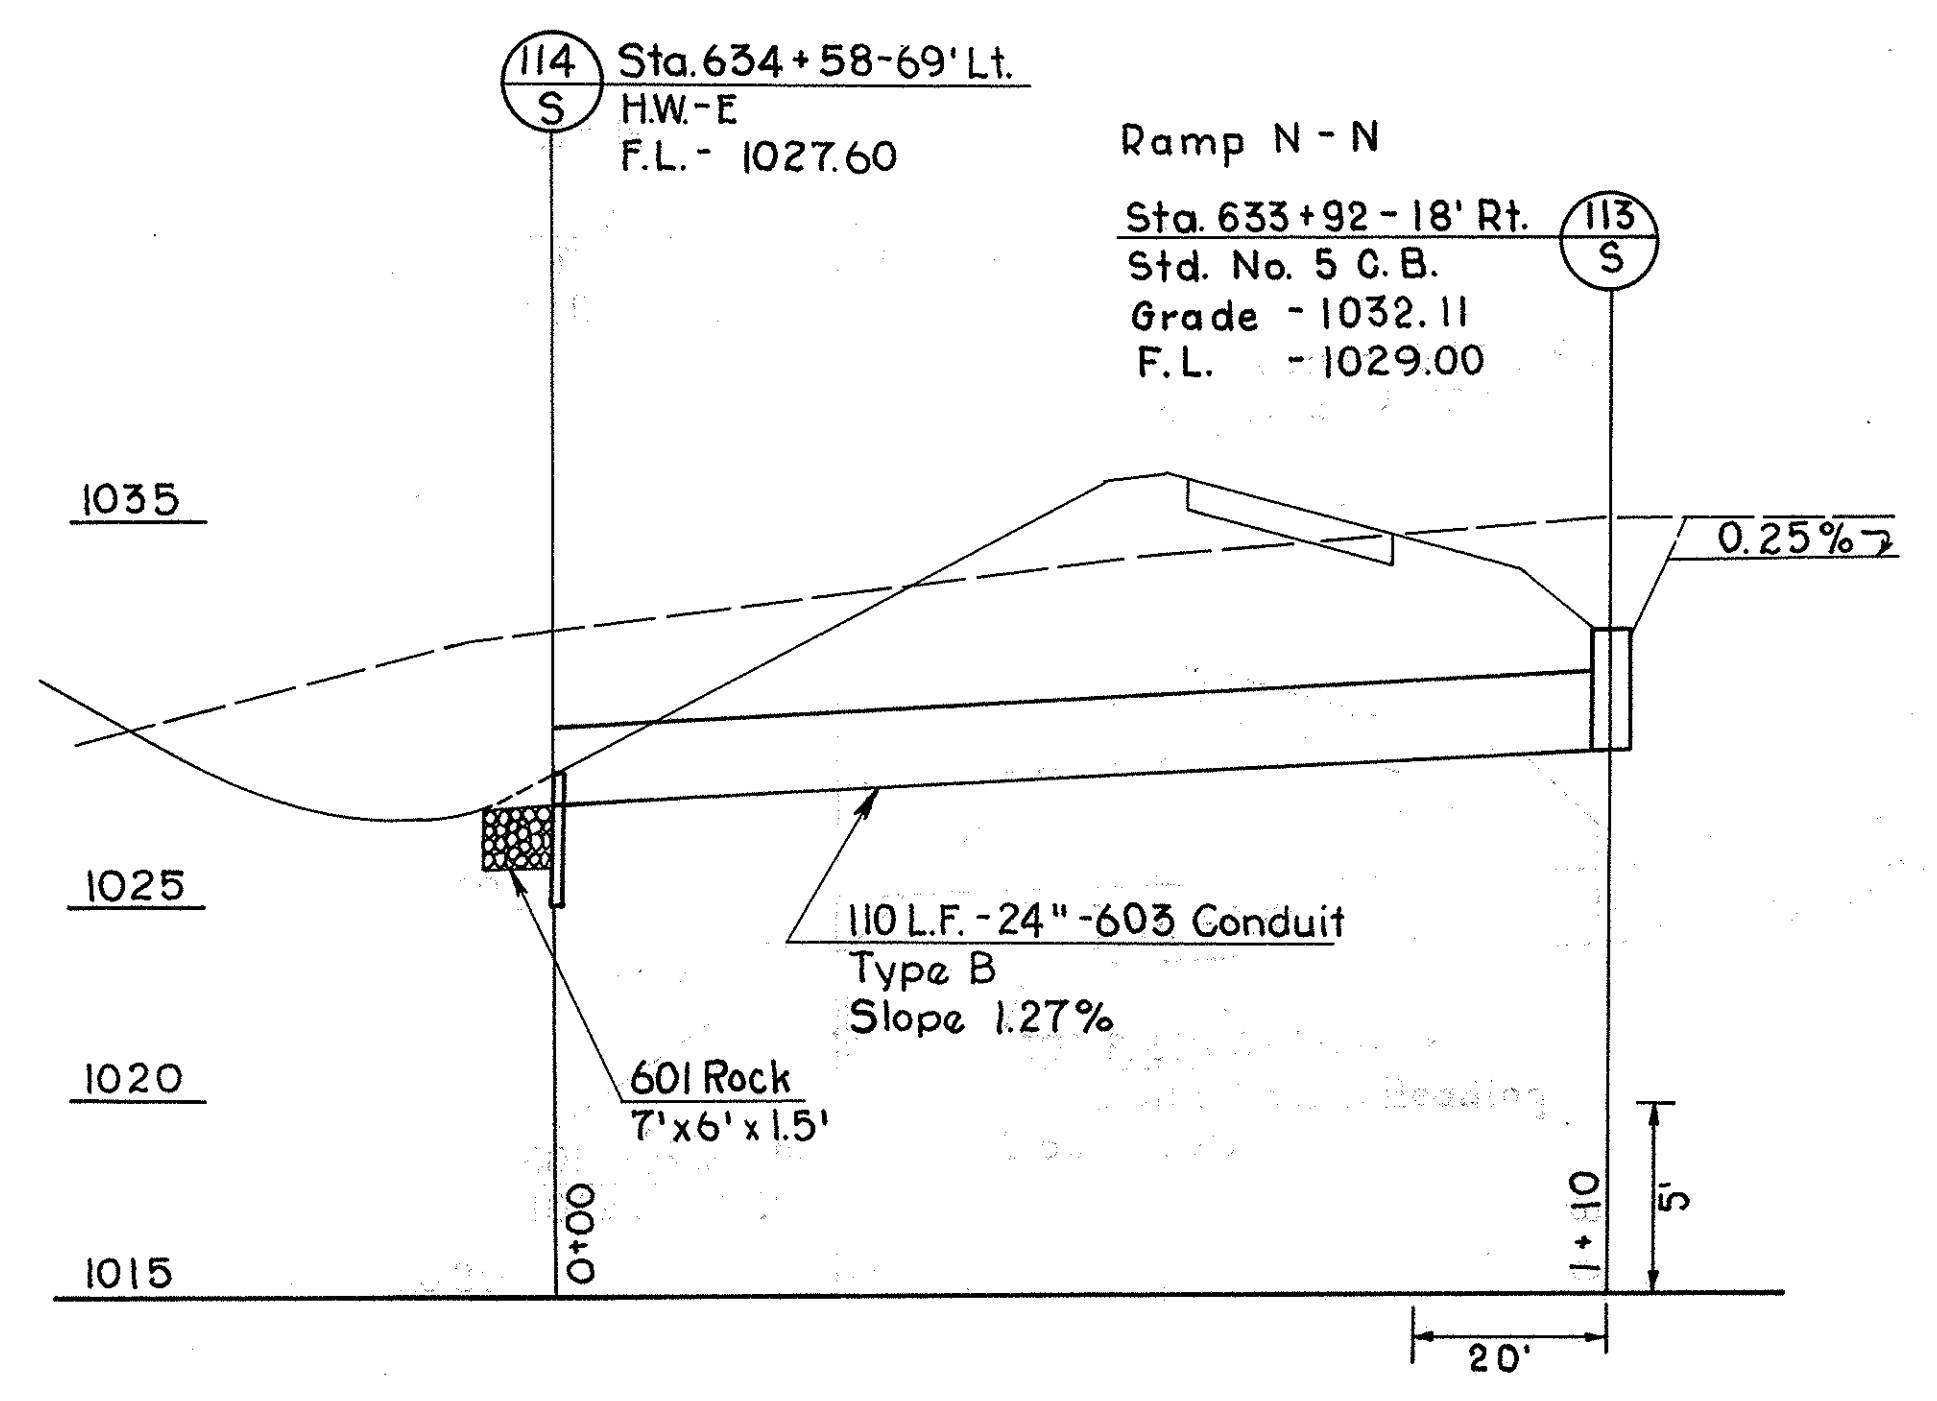 114
S
Sta. 634+58-69' Lt.
H.W.-E
F.L.- 1027.60
Ramp N-N
Sta. 633+92-18' Rt.
113
S
Std. No. 5 C.B.
Grade - 1032.11
F.L. - 1029.00
1035
0.25%
1025
110 L.F.-24"-603 Conduit
Type B
Slope 1.27%
601 Rock
7'x6'x1.5'
1020
0+00
1+10
5'
1015
20'